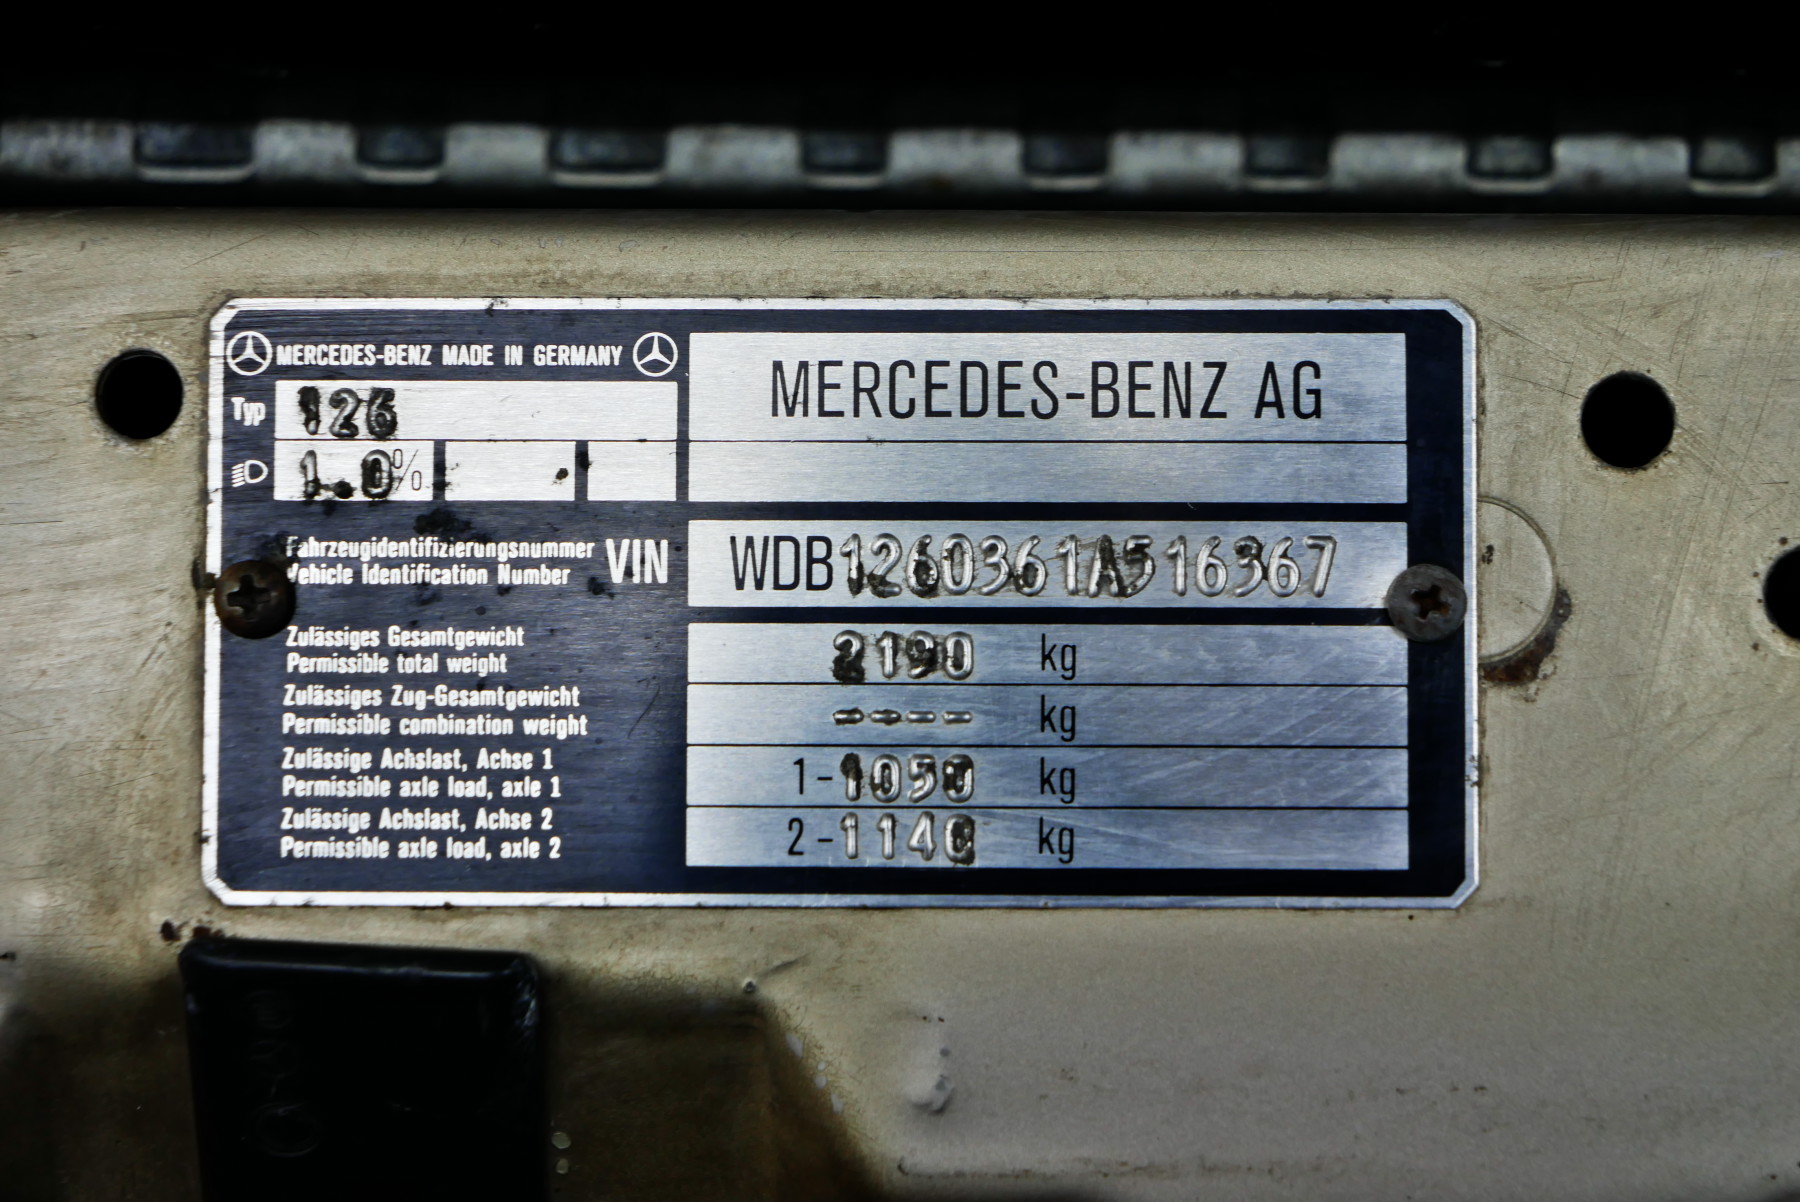 MERCEDES-BENZ MADE IN GERMANY
Typ 126
1.0%
MERCEDES-BENZ AG
Fahrzeugidentifizierungsnummer
Vehicle Identification Number
VIN WDB1260361A516367
Zulässiges Gesamtgewicht
Permissible total weight
2190 kg
Zulässiges Zug-Gesamtgewicht
Permissible combination weight
---- kg
Zulässige Achslast, Achse 1
Permissible axle load, axle 1
1-1050 kg
Zulässige Achslast, Achse 2
Permissible axle load, axle 2
2-1140 kg